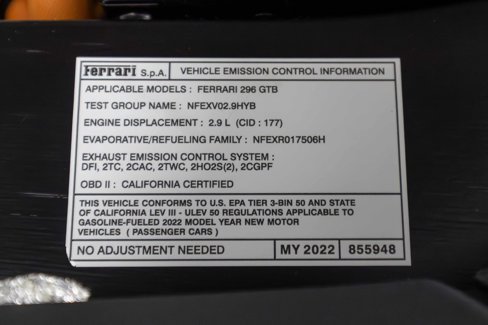 Ferrari S.p.A. VEHICLE EMISSION CONTROL INFORMATION
APPLICABLE MODELS : FERRARI 296 GTB
TEST GROUP NAME : NFEXV02.9HYB
ENGINE DISPLACEMENT : 2.9 L (CID : 177)
EVAPORATIVE/REFUELING FAMILY : NFEXR017506H
EXHAUST EMISSION CONTROL SYSTEM :
DFI, 2TC, 2CAC, 2TWC, 2HO2S(2), 2CGPF
OBD II : CALIFORNIA CERTIFIED
THIS VEHICLE CONFORMS TO U.S. EPA TIER 3-BIN 50 AND STATE
OF CALIFORNIA LEV III - ULEV 50 REGULATIONS APPLICABLE TO
GASOLINE-FUELED 2022 MODEL YEAR NEW MOTOR
VEHICLES ( PASSENGER CARS )
NO ADJUSTMENT NEEDED MY 2022 855948